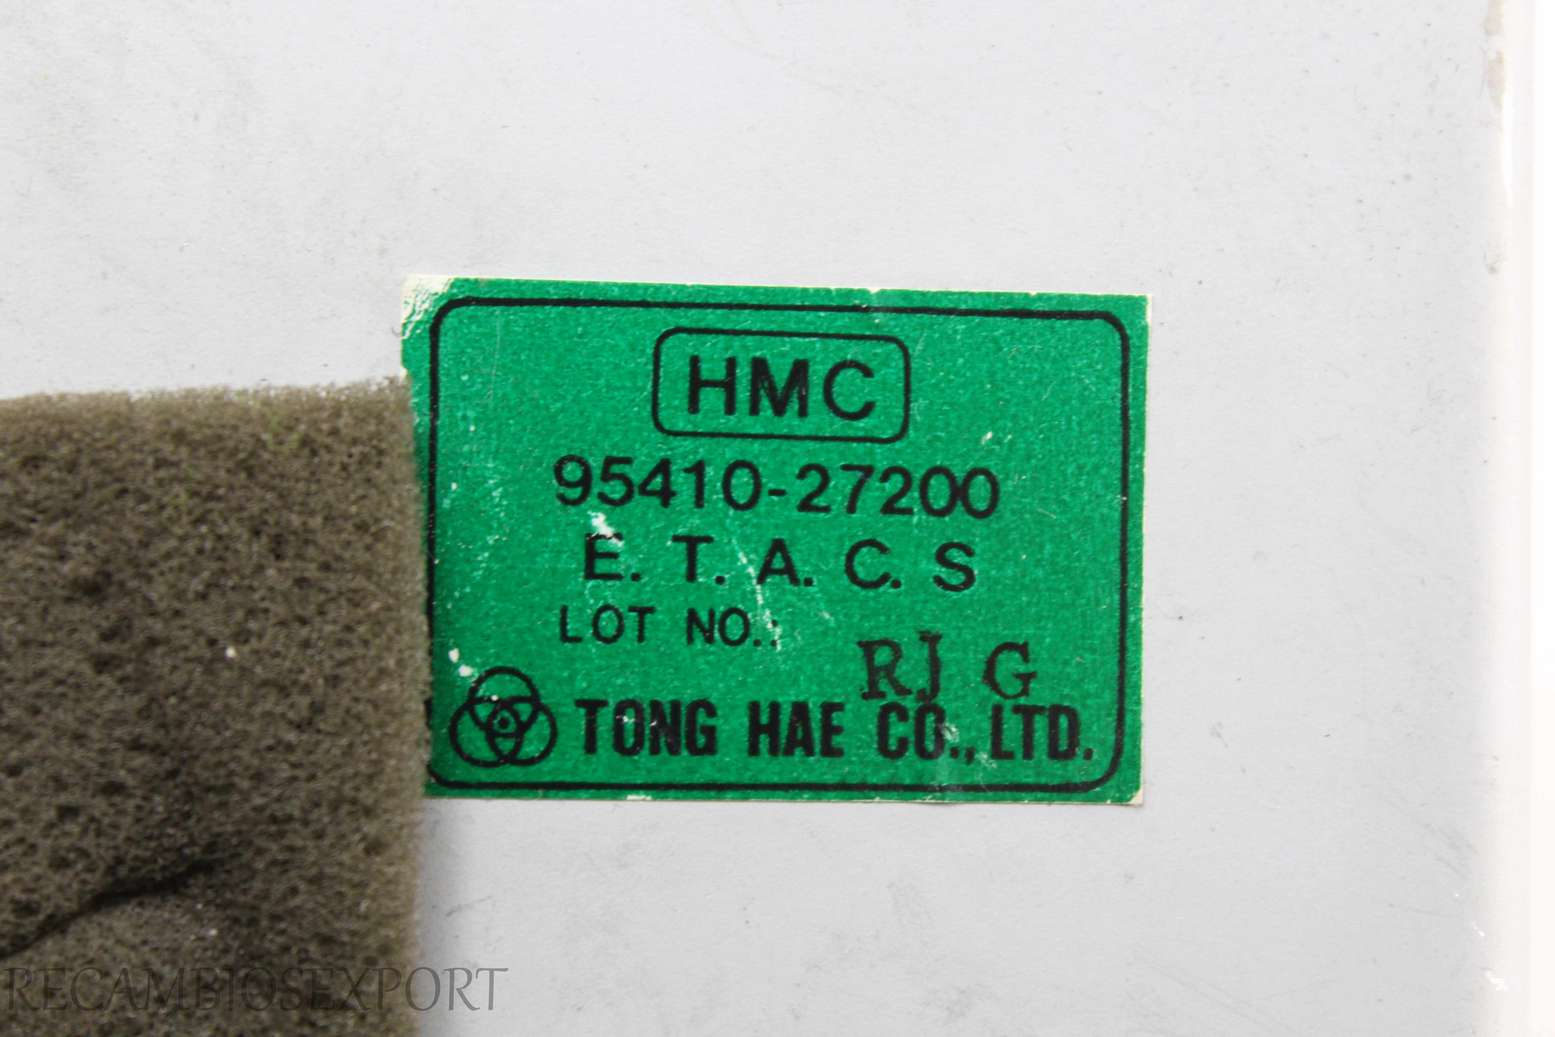 HMC
95410-27200
E. T. A. C. S
LOT NO.:
RJ G
TONG HAE CO., LTD.
RECAMBIOSEXPORT